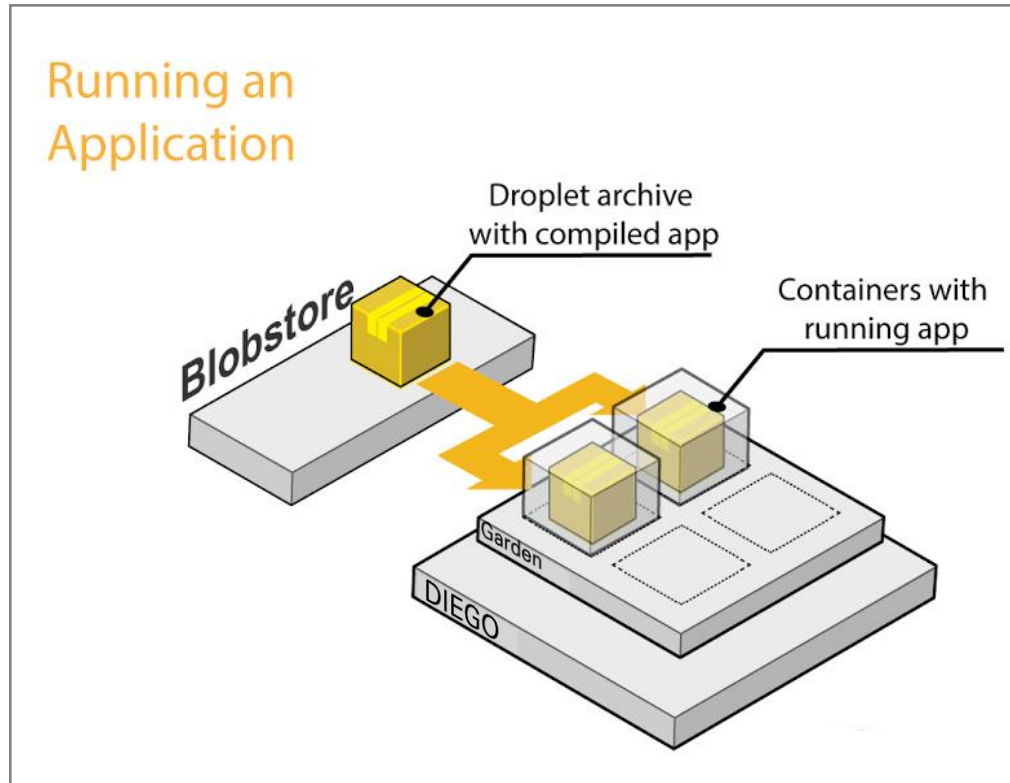 Running an
Application
Droplet archive
with compiled app
Blobstore
Containers with
running app
Garden
DIEGO